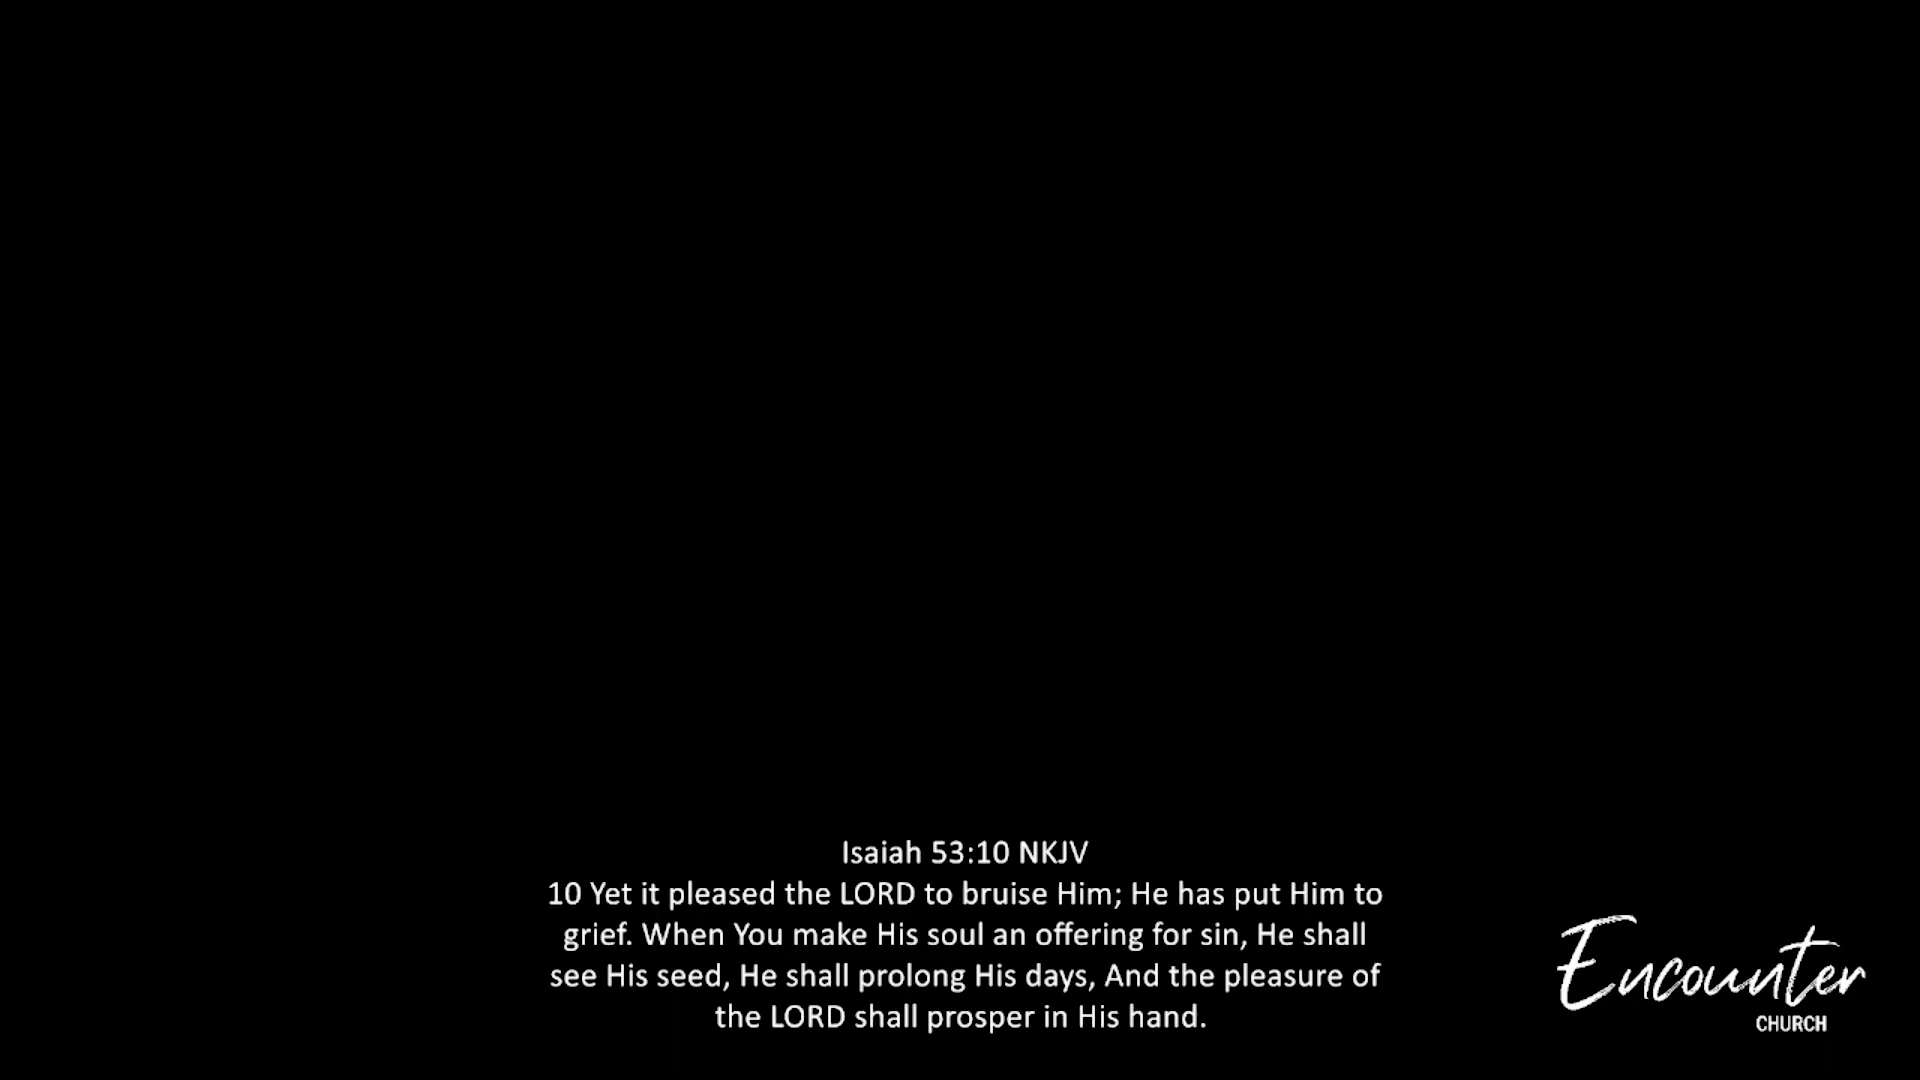 Isaiah 53:10 NKJV
10 Yet it pleased the LORD to bruise Him; He has put Him to
grief. When You make His soul an offering for sin, He shall
see His seed, He shall prolong His days, And the pleasure of
the LORD shall prosper in His hand.
Encounter
CHURCH